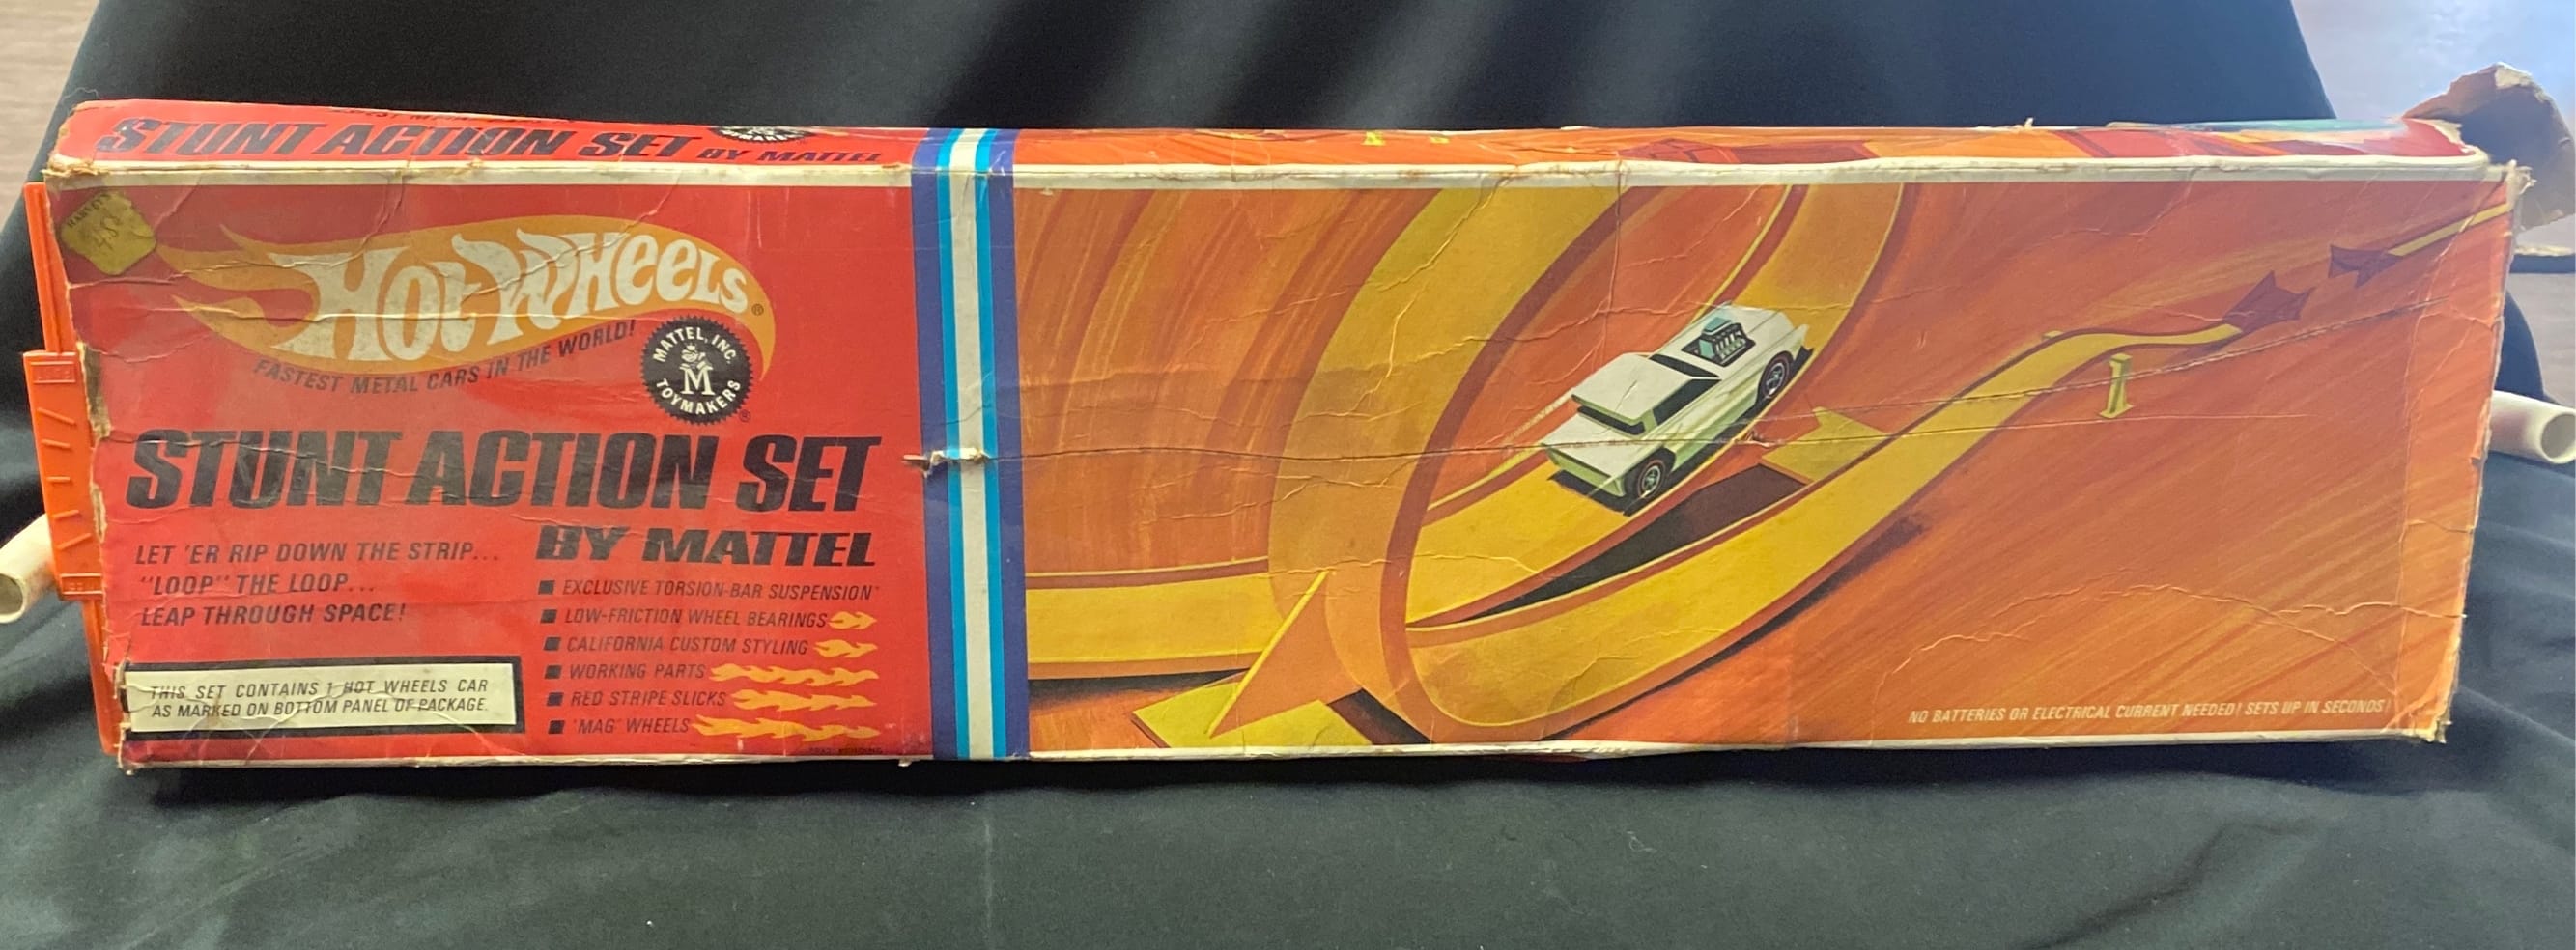 STUNT ACTION SET BY MATTEL
HARVEY'S
HOT WHEELS®
FASTEST METAL CARS IN THE WORLD!
MATTEL, INC.
M
TOYMAKERS®
STUNT ACTION SET
BY MATTEL
LET 'ER RIP DOWN THE STRIP...
"LOOP" THE LOOP...
LEAP THROUGH SPACE!
■ EXCLUSIVE TORSION-BAR SUSPENSION
■ LOW-FRICTION WHEEL BEARINGS
■ CALIFORNIA CUSTOM STYLING
■ WORKING PARTS
■ RED STRIPE SLICKS
■ 'MAG' WHEELS
THIS SET CONTAINS 1 HOT WHEELS CAR
AS MARKED ON BOTTOM PANEL OF PACKAGE.
NO BATTERIES OR ELECTRICAL CURRENT NEEDED! SETS UP IN SECONDS!